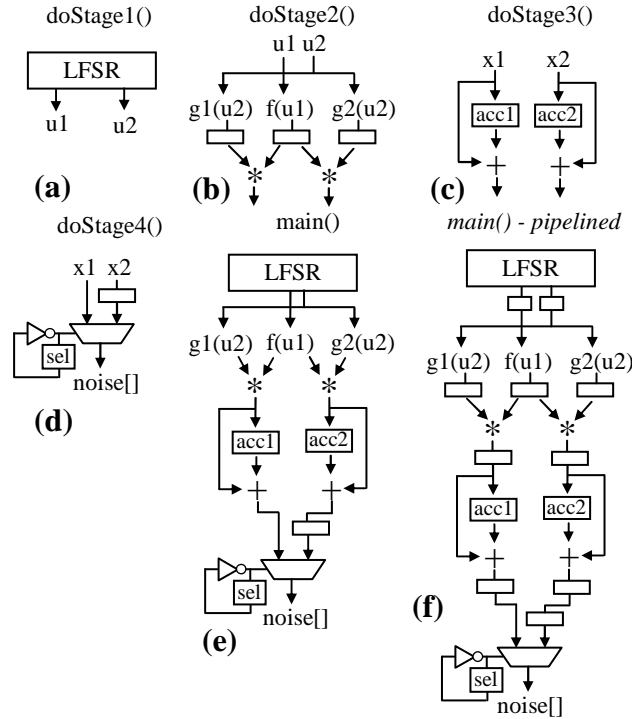 doStage1()
LFSR
u1 u2
(a)
doStage2()
u1 u2
g1(u2) f(u1) g2(u2)
* *
(b)
doStage3()
x1 x2
acc1 acc2
+ +
(c)
doStage4()
x1 x2
sel
noise[]
(d)
main()
LFSR
g1(u2) f(u1) g2(u2)
* *
acc1 acc2
+ +
sel
noise[]
(e)
main() - pipelined
LFSR
g1(u2) f(u1) g2(u2)
* *
acc1 acc2
+ +
sel
noise[]
(f)